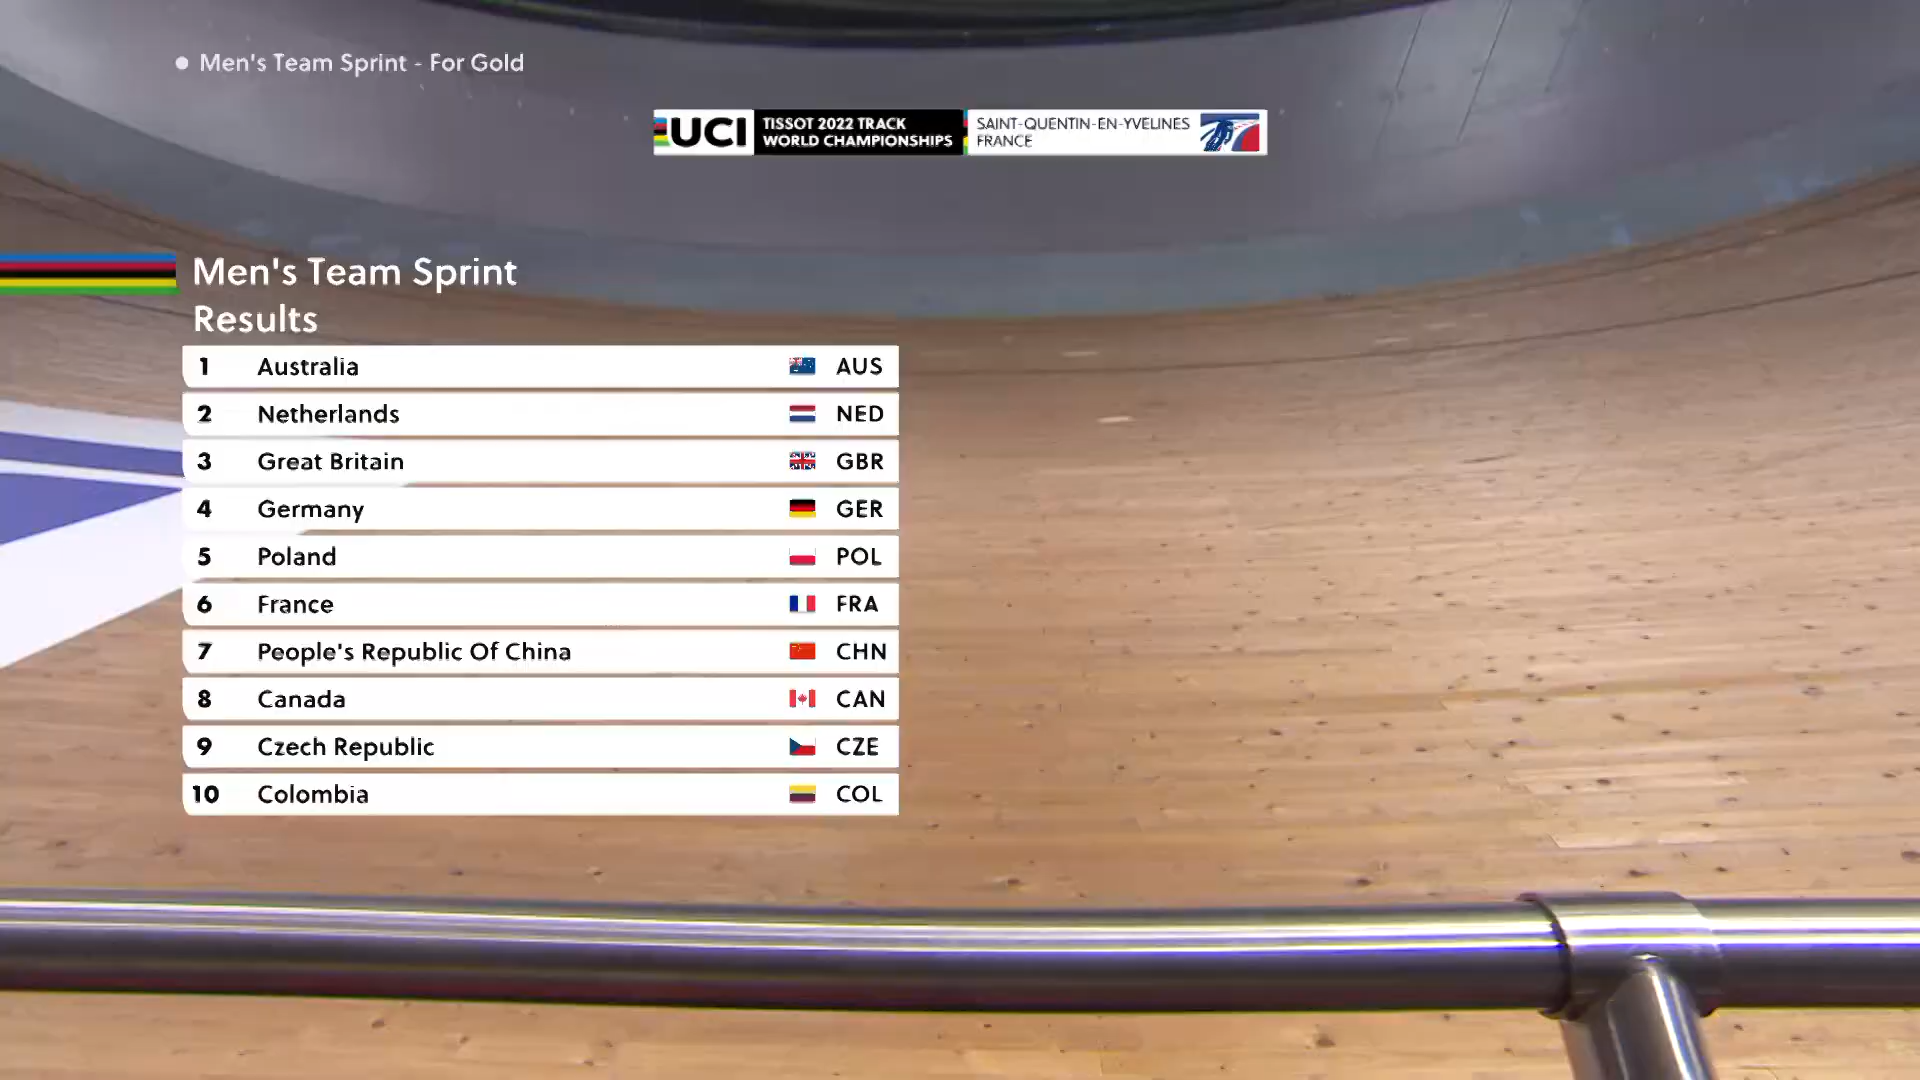 Men's Team Sprint - For Gold
UCI
TISSOT 2022 TRACK
WORLD CHAMPIONSHIPS
SAINT-QUENTIN-EN-YVELINES
FRANCE
Men's Team Sprint
Results
1 Australia AUS
2 Netherlands NED
3 Great Britain GBR
4 Germany GER
5 Poland POL
6 France FRA
7 People's Republic Of China CHN
8 Canada CAN
9 Czech Republic CZE
10 Colombia COL